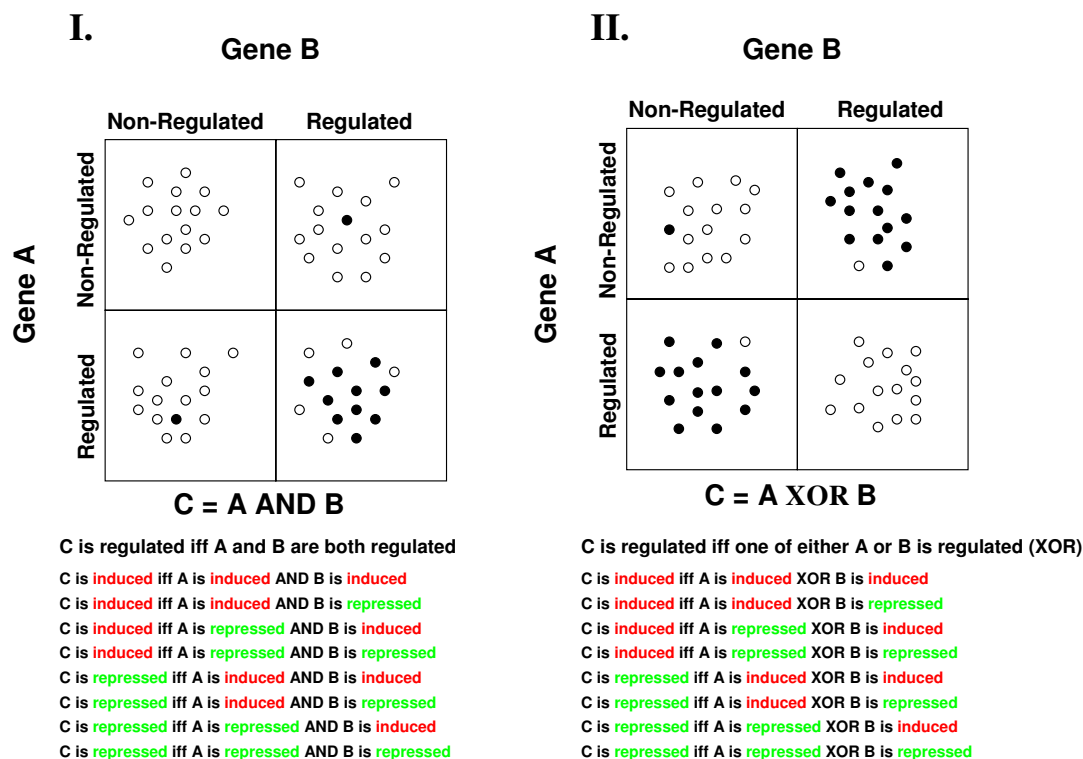 I.
Gene B
Non-Regulated Regulated
Gene A
Non-Regulated
Regulated
C = A AND B
C is regulated iff A and B are both regulated
C is induced iff A is induced AND B is induced
C is induced iff A is induced AND B is repressed
C is induced iff A is repressed AND B is induced
C is induced iff A is repressed AND B is repressed
C is repressed iff A is induced AND B is induced
C is repressed iff A is induced AND B is repressed
C is repressed iff A is repressed AND B is induced
C is repressed iff A is repressed AND B is repressed
II.
Gene B
Non-Regulated Regulated
Gene A
Non-Regulated
Regulated
C = A XOR B
C is regulated iff one of either A or B is regulated (XOR)
C is induced iff A is induced XOR B is induced
C is induced iff A is induced XOR B is repressed
C is induced iff A is repressed XOR B is induced
C is induced iff A is repressed XOR B is repressed
C is repressed iff A is induced XOR B is induced
C is repressed iff A is induced XOR B is repressed
C is repressed iff A is repressed XOR B is induced
C is repressed iff A is repressed XOR B is repressed